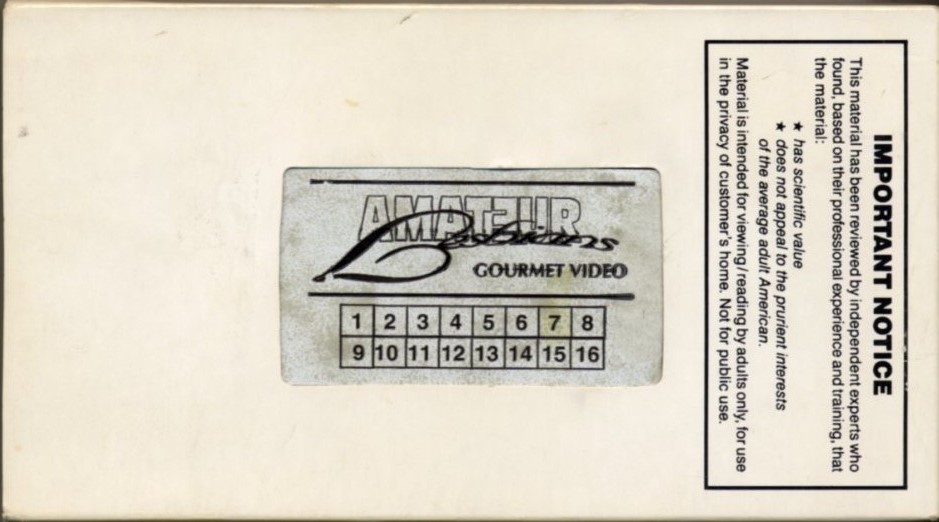 AMATEUR
Lesbians
GOURMET VIDEO
1 2 3 4 5 6 7 8
9 10 11 12 13 14 15 16
IMPORTANT NOTICE
This material has been reviewed by independent experts who
found, based on their professional experience and training, that
the material:
★ has scientific value
★ does not appeal to the prurient interests
of the average adult American.
Material is intended for viewing/reading by adults only, for use
in the privacy of customer's home. Not for public use.